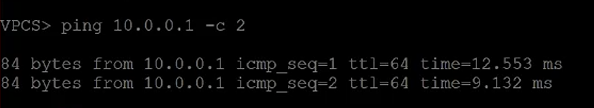 VPCS> ping 10.0.0.1 -c 2
84 bytes from 10.0.0.1 icmp_seq=1 ttl=64 time=12.553 ms
84 bytes from 10.0.0.1 icmp_seq=2 ttl=64 time=9.132 ms